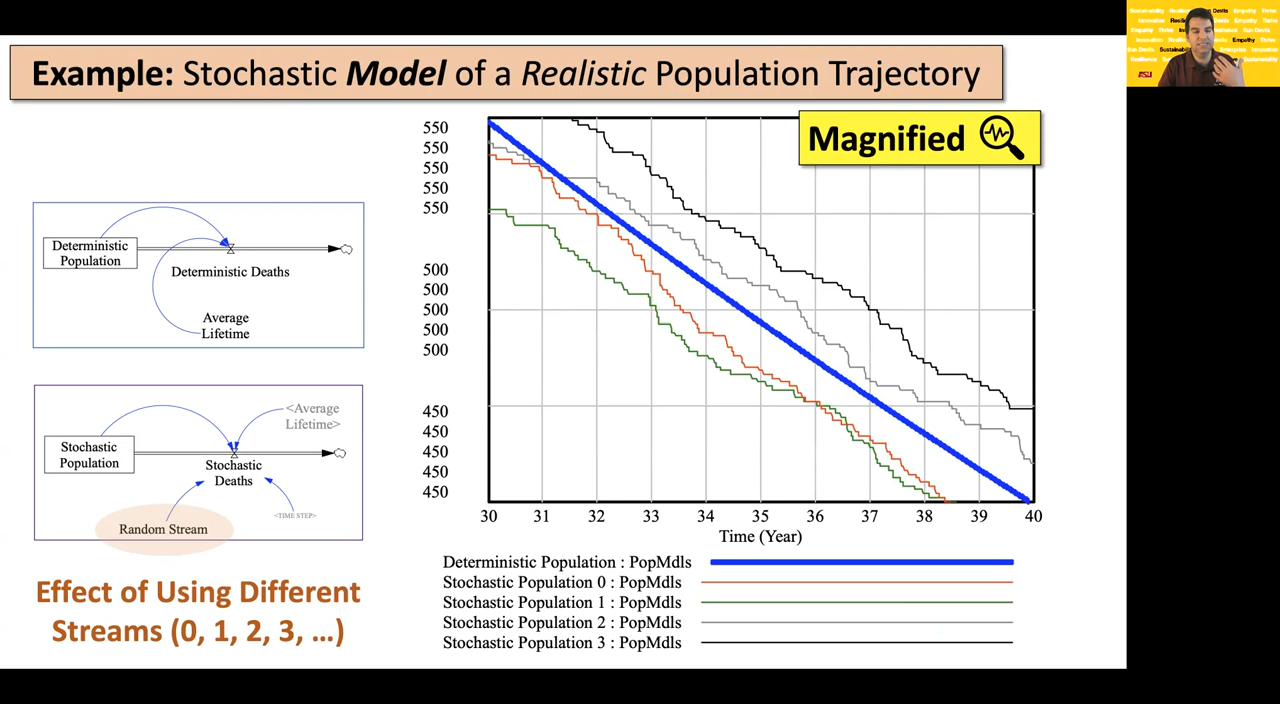 Example: Stochastic Model of a Realistic Population Trajectory
Magnified
Deterministic
Population
Deterministic Deaths
Average
Lifetime
Stochastic
Population
<Average
Lifetime>
Stochastic
Deaths
Random Stream
<TIME STEP>
Effect of Using Different
Streams (0, 1, 2, 3, …)
550
550
550
550
550
500
500
500
500
500
450
450
450
450
450
30 31 32 33 34 35 36 37 38 39 40
Time (Year)
Deterministic Population : PopMdls
Stochastic Population 0 : PopMdls
Stochastic Population 1 : PopMdls
Stochastic Population 2 : PopMdls
Stochastic Population 3 : PopMdls
ASU